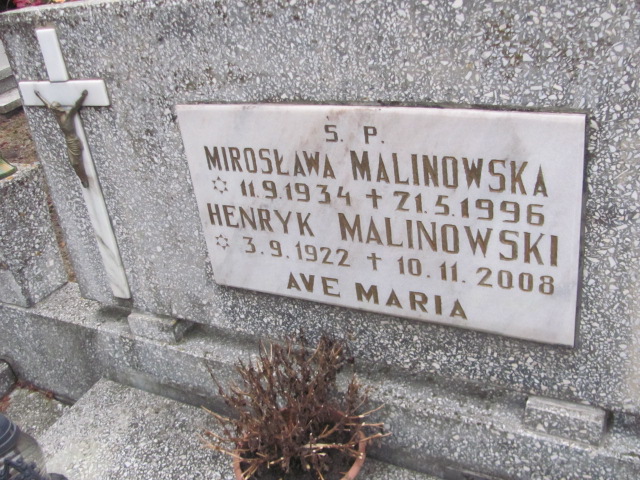 Ś. P.
MIROSŁAWA MALINOWSKA
✡ 11.9.1934 ✝ 21.5.1996
HENRYK MALINOWSKI
✡ 3.9.1922 ✝ 10.11.2008
AVE MARIA